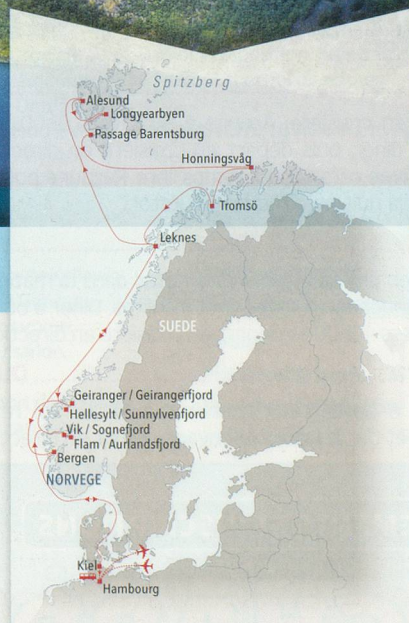 Spitzberg
Alesund
Longyearbyen
Passage Barentsburg
Honningsvåg
Tromsö
Leknes
SUEDE
Geiranger / Geirangerfjord
Hellesylt / Sunnylvenfjord
Vik / Sognefjord
Flam / Aurlandsfjord
Bergen
NORVEGE
Kiel
Hambourg